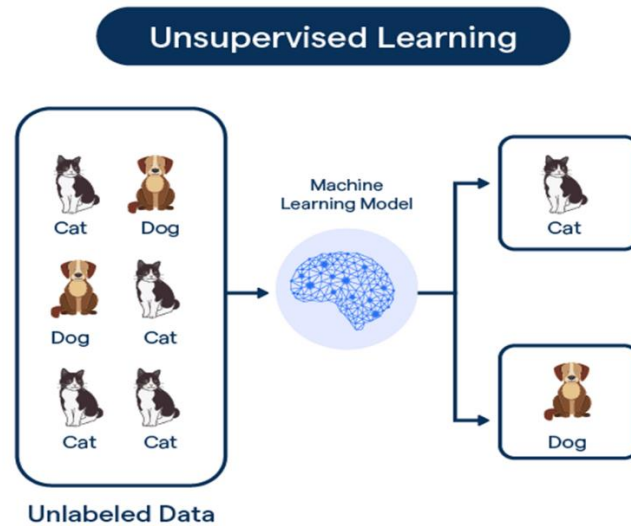 Unsupervised Learning
Cat Dog
Dog Cat
Cat Cat
Unlabeled Data
Machine
Learning Model
Cat
Dog